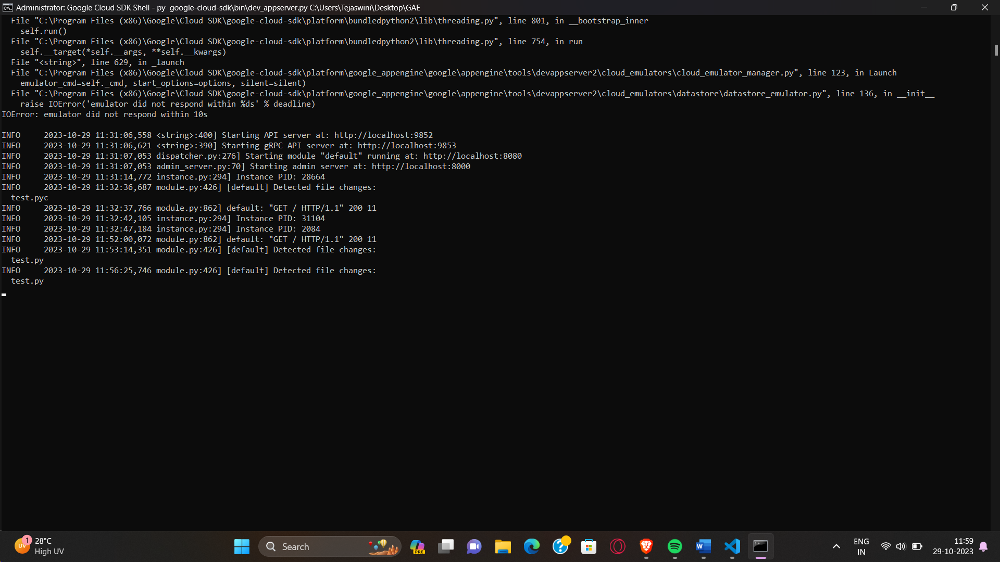 Administrator: Google Cloud SDK Shell - py  google-cloud-sdk\bin\dev_appserver.py C:\Users\Tejaswini\Desktop\GAE
  File "C:\Program Files (x86)\Google\Cloud SDK\google-cloud-sdk\platform\bundledpython2\lib\threading.py", line 801, in __bootstrap_inner
    self.run()
  File "C:\Program Files (x86)\Google\Cloud SDK\google-cloud-sdk\platform\bundledpython2\lib\threading.py", line 754, in run
    self.__target(*self.__args, **self.__kwargs)
  File "<string>", line 629, in _launch
  File "C:\Program Files (x86)\Google\Cloud SDK\google-cloud-sdk\platform\google_appengine\google\appengine\tools\devappserver2\cloud_emulators\cloud_emulator_manager.py", line 123, in Launch
    emulator_cmd=self._cmd, start_options=options, silent=silent)
  File "C:\Program Files (x86)\Google\Cloud SDK\google-cloud-sdk\platform\google_appengine\google\appengine\tools\devappserver2\cloud_emulators\datastore\datastore_emulator.py", line 136, in __init__
    raise IOError('emulator did not respond within %ds' % deadline)
IOError: emulator did not respond within 10s
INFO     2023-10-29 11:31:06,558 <string>:400] Starting API server at: http://localhost:9852
INFO     2023-10-29 11:31:06,621 <string>:390] Starting gRPC API server at: http://localhost:9853
INFO     2023-10-29 11:31:07,053 dispatcher.py:276] Starting module "default" running at: http://localhost:8080
INFO     2023-10-29 11:31:07,053 admin_server.py:70] Starting admin server at: http://localhost:8000
INFO     2023-10-29 11:31:14,772 instance.py:294] Instance PID: 28664
INFO     2023-10-29 11:32:36,687 module.py:426] [default] Detected file changes:
  test.pyc
INFO     2023-10-29 11:32:37,766 module.py:862] default: "GET / HTTP/1.1" 200 11
INFO     2023-10-29 11:32:42,105 instance.py:294] Instance PID: 31104
INFO     2023-10-29 11:32:47,184 instance.py:294] Instance PID: 2084
INFO     2023-10-29 11:52:00,072 module.py:862] default: "GET / HTTP/1.1" 200 11
INFO     2023-10-29 11:53:14,351 module.py:426] [default] Detected file changes:
  test.py
INFO     2023-10-29 11:56:25,746 module.py:426] [default] Detected file changes:
  test.py
UV 1 28°C
High UV
Search
PRE
W
ENG
IN
11:59
29-10-2023